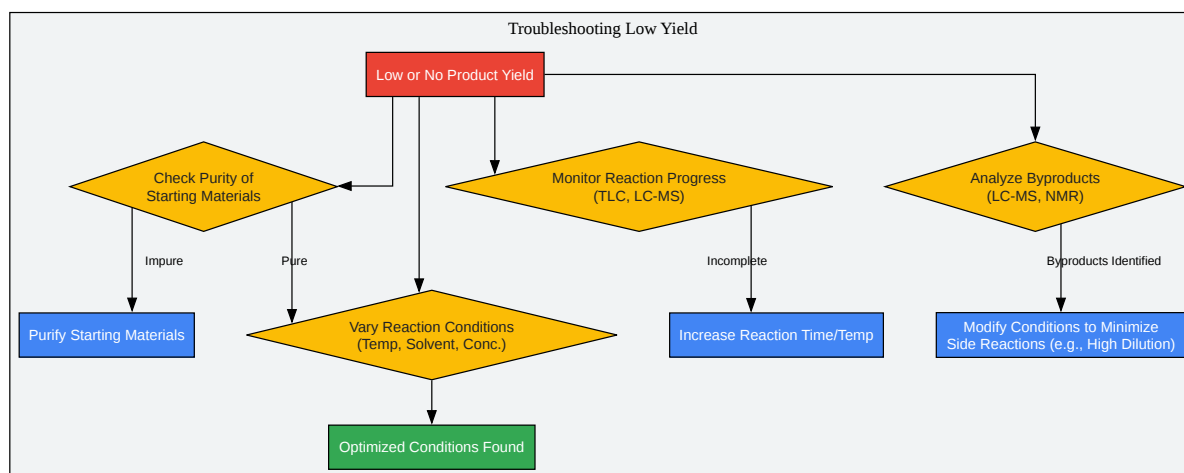 Troubleshooting Low Yield
Low or No Product Yield
Check Purity of
Starting Materials
Monitor Reaction Progress
(TLC, LC-MS)
Analyze Byproducts
(LC-MS, NMR)
Impure
Pure
Incomplete
Byproducts Identified
Purify Starting Materials
Vary Reaction Conditions
(Temp, Solvent, Conc.)
Increase Reaction Time/Temp
Modify Conditions to Minimize
Side Reactions (e.g., High Dilution)
Optimized Conditions Found